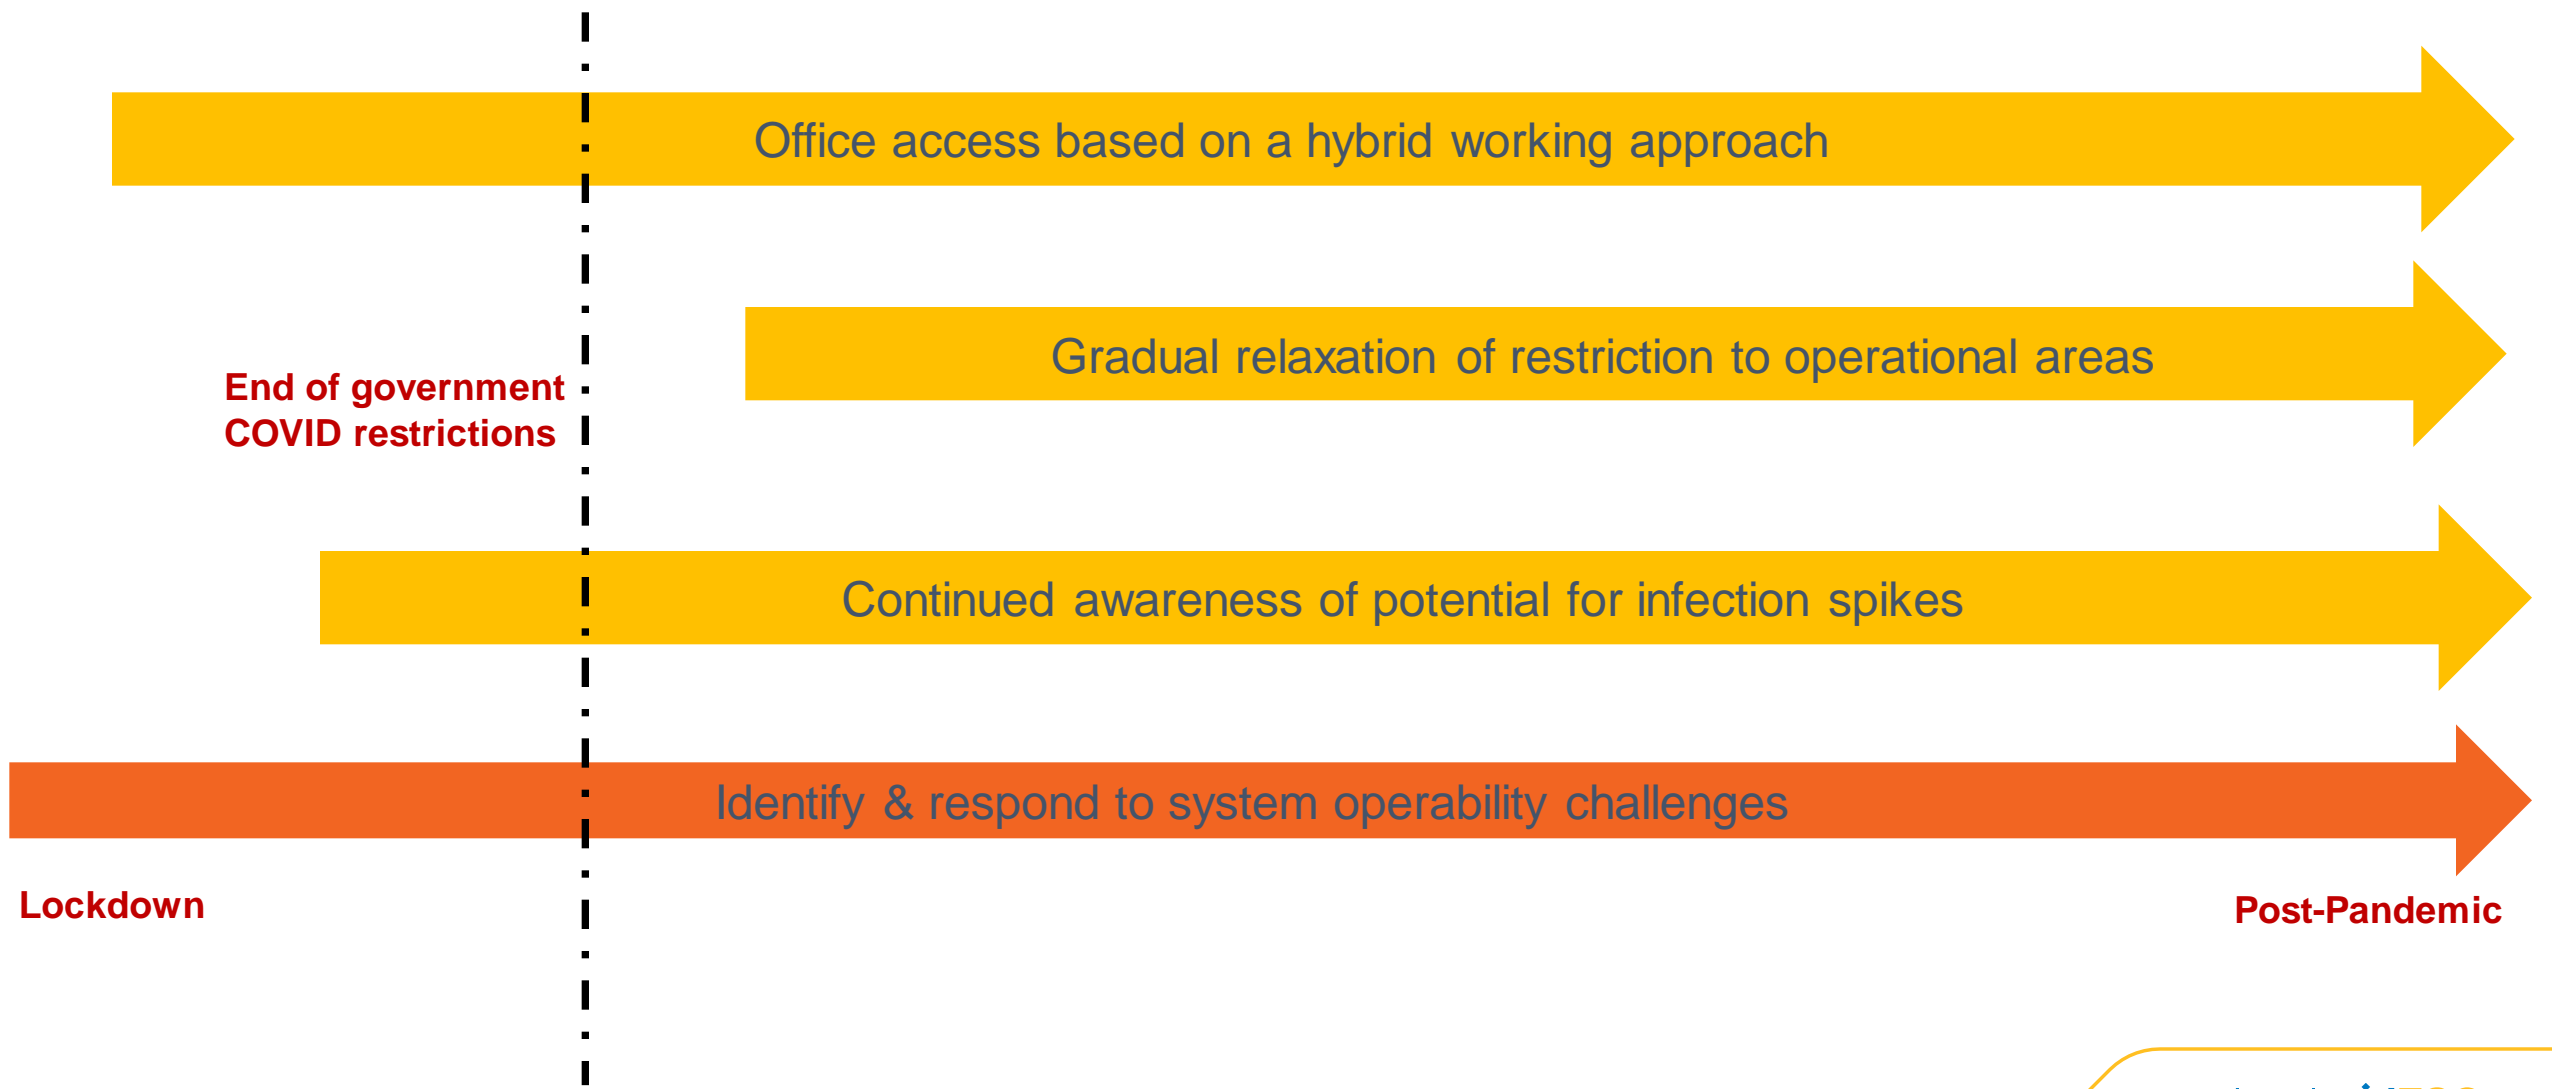 Office access based on a hybrid working approach
Gradual relaxation of restriction to operational areas
End of government
COVID restrictions
Continued awareness of potential for infection spikes
Identify & respond to system operability challenges
Lockdown
Post-Pandemic